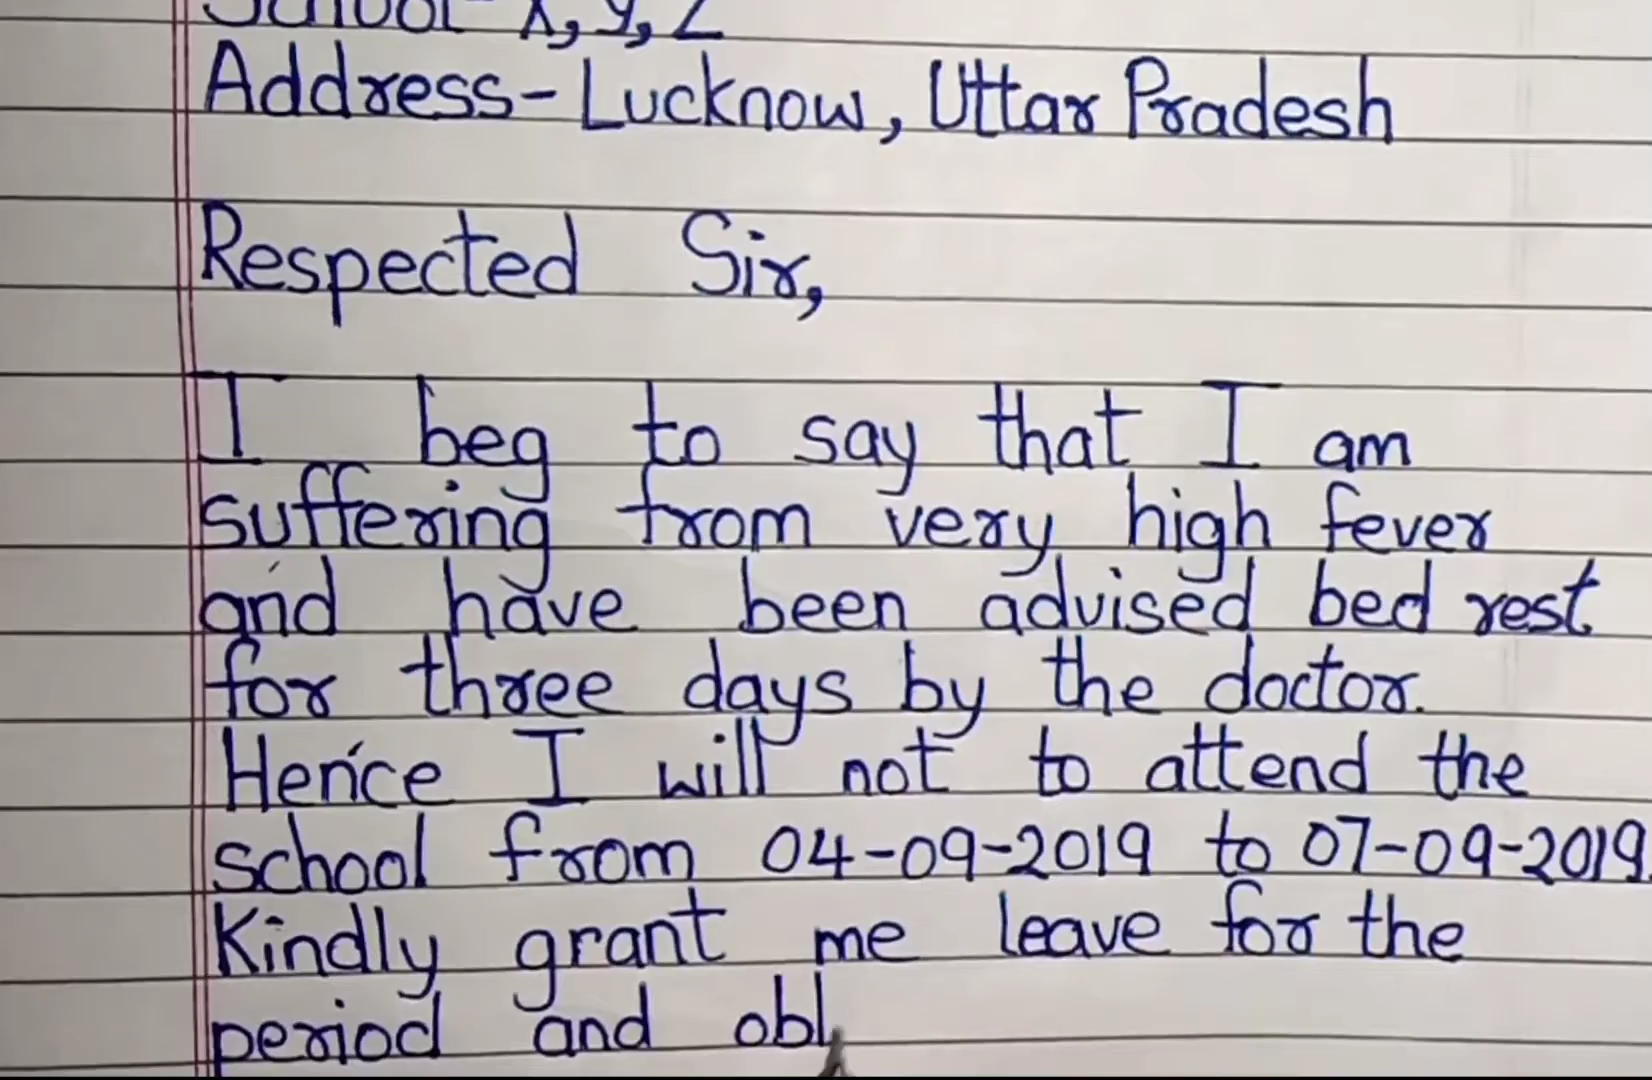 School- X, Y, Z
Address- Lucknow, Uttar Pradesh
Respected Sir,
I beg to say that I am
suffering from very high fever
and have been advised bed rest
for three days by the doctor.
Hence I will not to attend the
school from 04-09-2019 to 07-09-2019.
Kindly grant me leave for the
period and obl